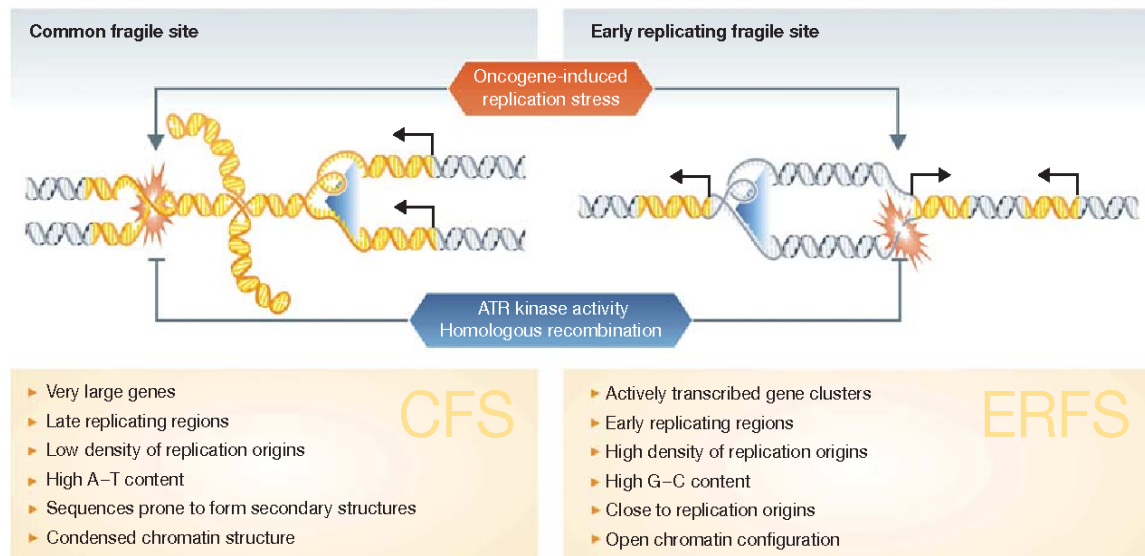 Common fragile site
Early replicating fragile site
Oncogene-induced
replication stress
ATR kinase activity
Homologous recombination
CFS
► Very large genes
► Late replicating regions
► Low density of replication origins
► High A–T content
► Sequences prone to form secondary structures
► Condensed chromatin structure
ERFS
► Actively transcribed gene clusters
► Early replicating regions
► High density of replication origins
► High G–C content
► Close to replication origins
► Open chromatin configuration